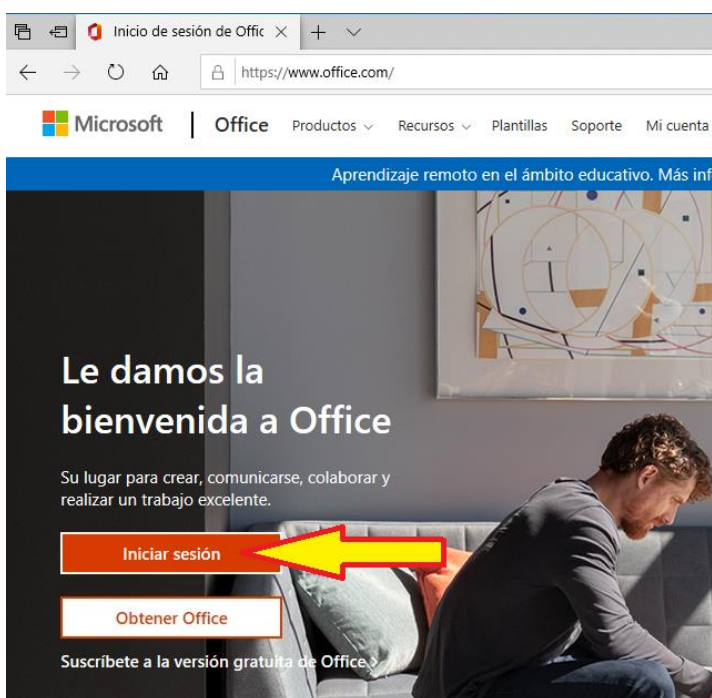 Inicio de sesión de Offic
https://www.office.com/
Microsoft Office Productos Recursos Plantillas Soporte Mi cuenta
Aprendizaje remoto en el ámbito educativo. Más inf
Le damos la
bienvenida a Office
Su lugar para crear, comunicarse, colaborar y
realizar un trabajo excelente.
Iniciar sesión
Obtener Office
Suscríbete a la versión gratuita de Office >